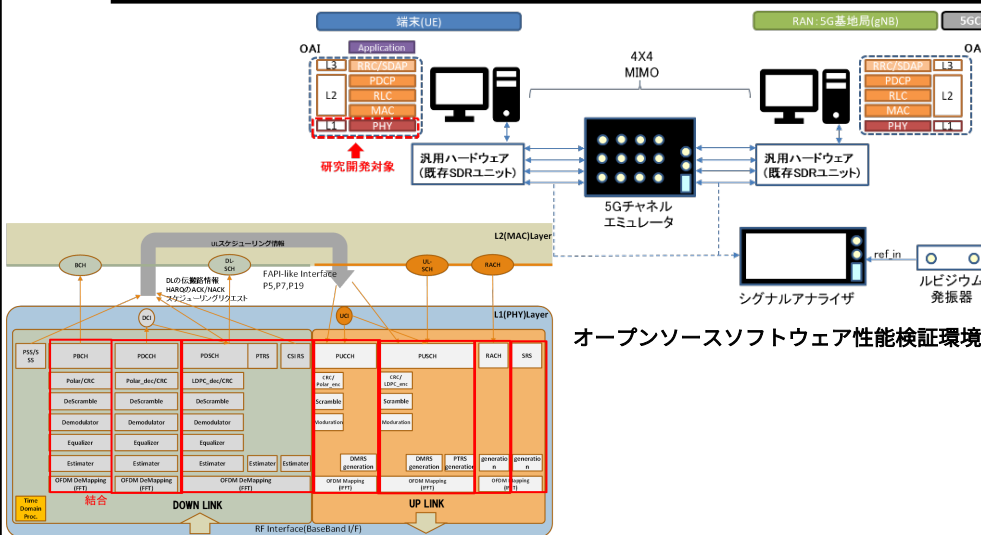 端末(UE)
RAN:5G基地局(gNB)
5GC
OAI
Application
L3
RRC/SDAP
L2
PDCP
RLC
MAC
L1
PHY
研究開発対象
4X4
MIMO
RRC/SDAP
L3
PDCP
RLC
L2
MAC
PHY
L1
汎用ハードウェア
(既存SDRユニット)
5Gチャネル
エミュレータ
汎用ハードウェア
(既存SDRユニット)
シグナルアナライザ
ref_in
ルビジウム
発振器
オープンソースソフトウェア性能検証環境
L2(MAC)Layer
ULスケジューリング情報
BCH
DL-
SCH
UL-
SCH
RACH
FAPI-like Interface
P5,P7,P19
DLの伝搬路情報
HARQのACK/NACK
スケジューリングリクエスト
L1(PHY)Layer
DCI
UCI
PSS/S
SS
PBCH
PDCCH
PDSCH
PTRS
CSI RS
PUCCH
PUSCH
RACH
SRS
Polar/CRC
Polar_dec/CRC
LDPC_dec/CRC
CRC/
Polar_enc
CRC/
LDPC_enc
DeScramble
DeScramble
DeScramble
Scramble
Scramble
Demodulator
Demodulator
Demodulator
Moduration
Moduration
Equalizer
Equalizer
Equalizer
Estimater
Estimater
Estimater
Estimater
Estimater
DMRS
generation
DMRS
generation
PTRS
generation
generatio
n
generatio
n
OFDM DeMapping
(FFT)
OFDM DeMapping
(FFT)
OFDM DeMapping
(FFT)
OFDM Mapping
(IFFT)
OFDM Mapping
(IFFT)
OFDM Mapping
(IFFT)
結合
Time
Domain
Proc.
DOWN LINK
UP LINK
RF Interface(BaseBand I/F)